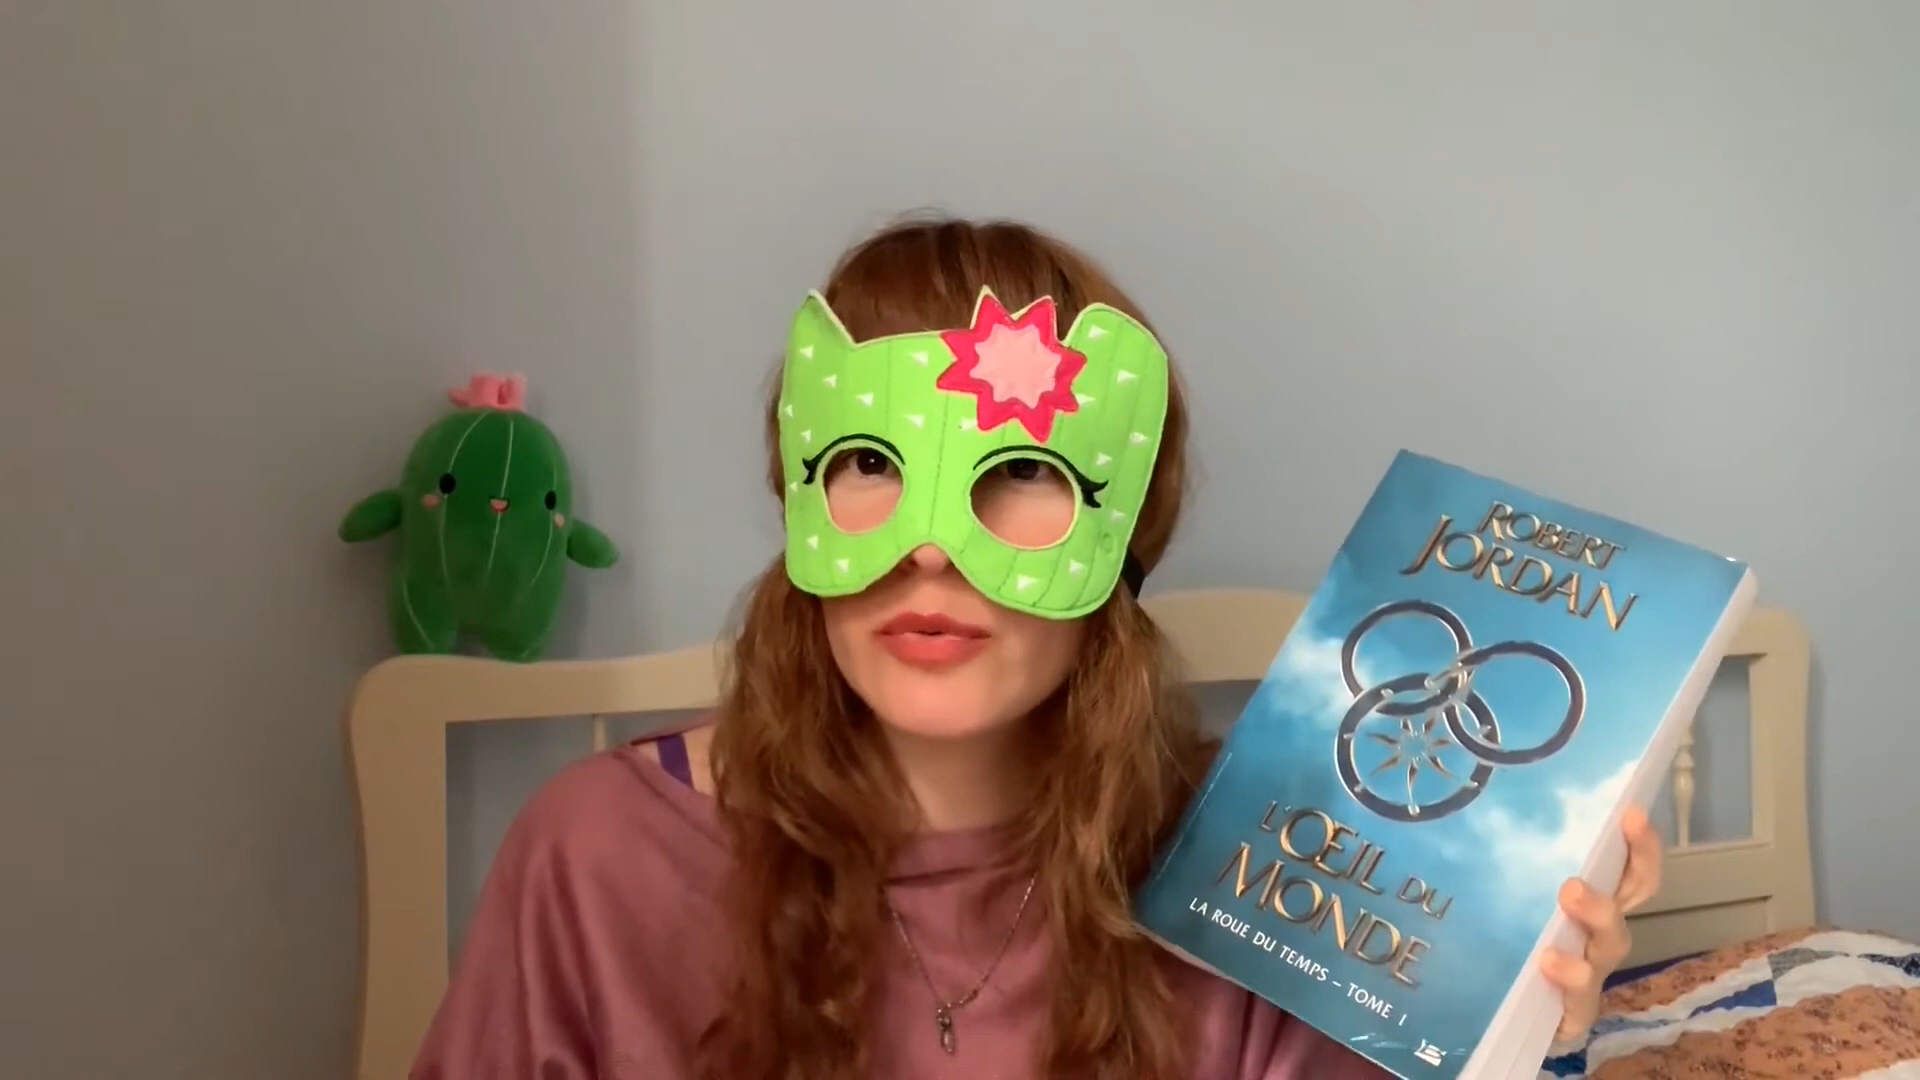 ROBERT
JORDAN
L'ŒIL DU
MONDE
LA ROUE DU TEMPS – TOME 1